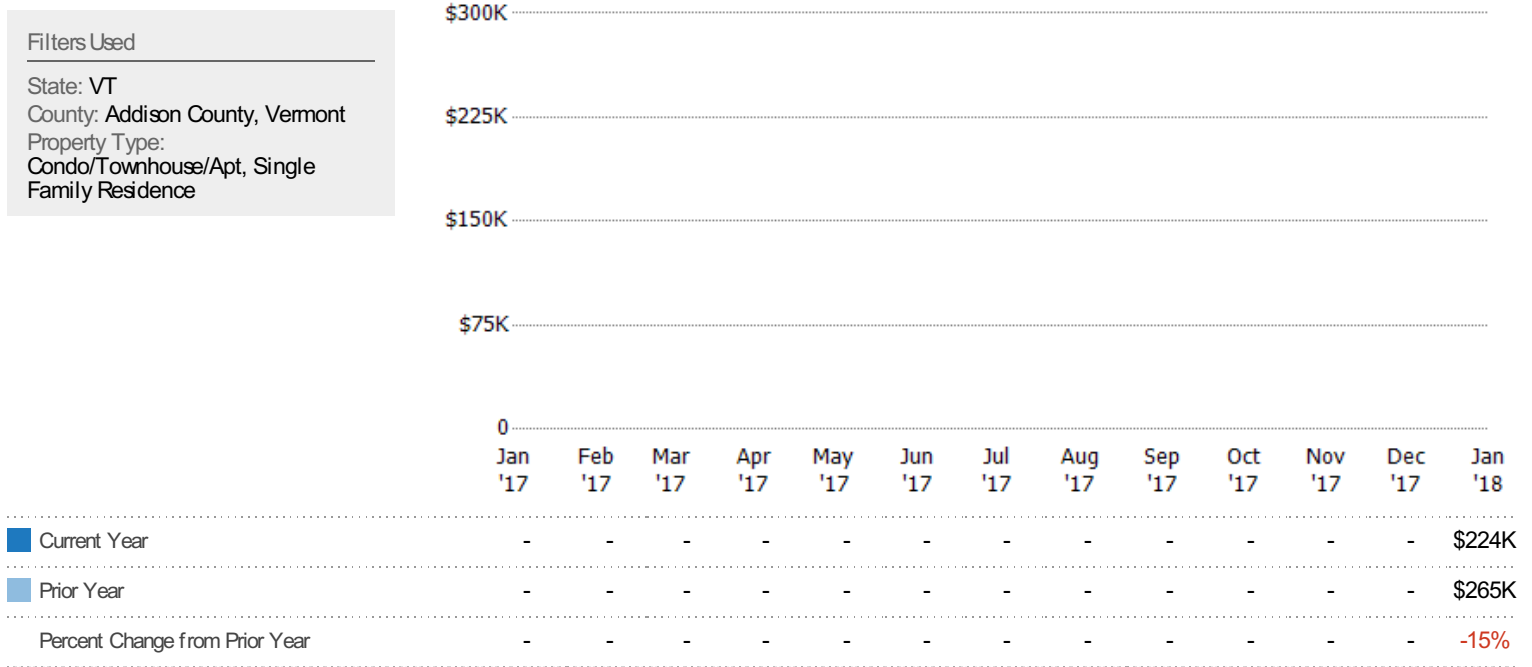 Filters Used
State: VT
County: Addison County, Vermont
Property Type:
Condo/Townhouse/Apt, Single
Family Residence
$300K
$225K
$150K
$75K
0
Jan Feb Mar Apr May Jun Jul Aug Sep Oct Nov Dec Jan
'17 '17 '17 '17 '17 '17 '17 '17 '17 '17 '17 '17 '18
Current Year - - - - - - - - - - - - $224K
Prior Year - - - - - - - - - - - - $265K
Percent Change from Prior Year - - - - - - - - - - - - -15%